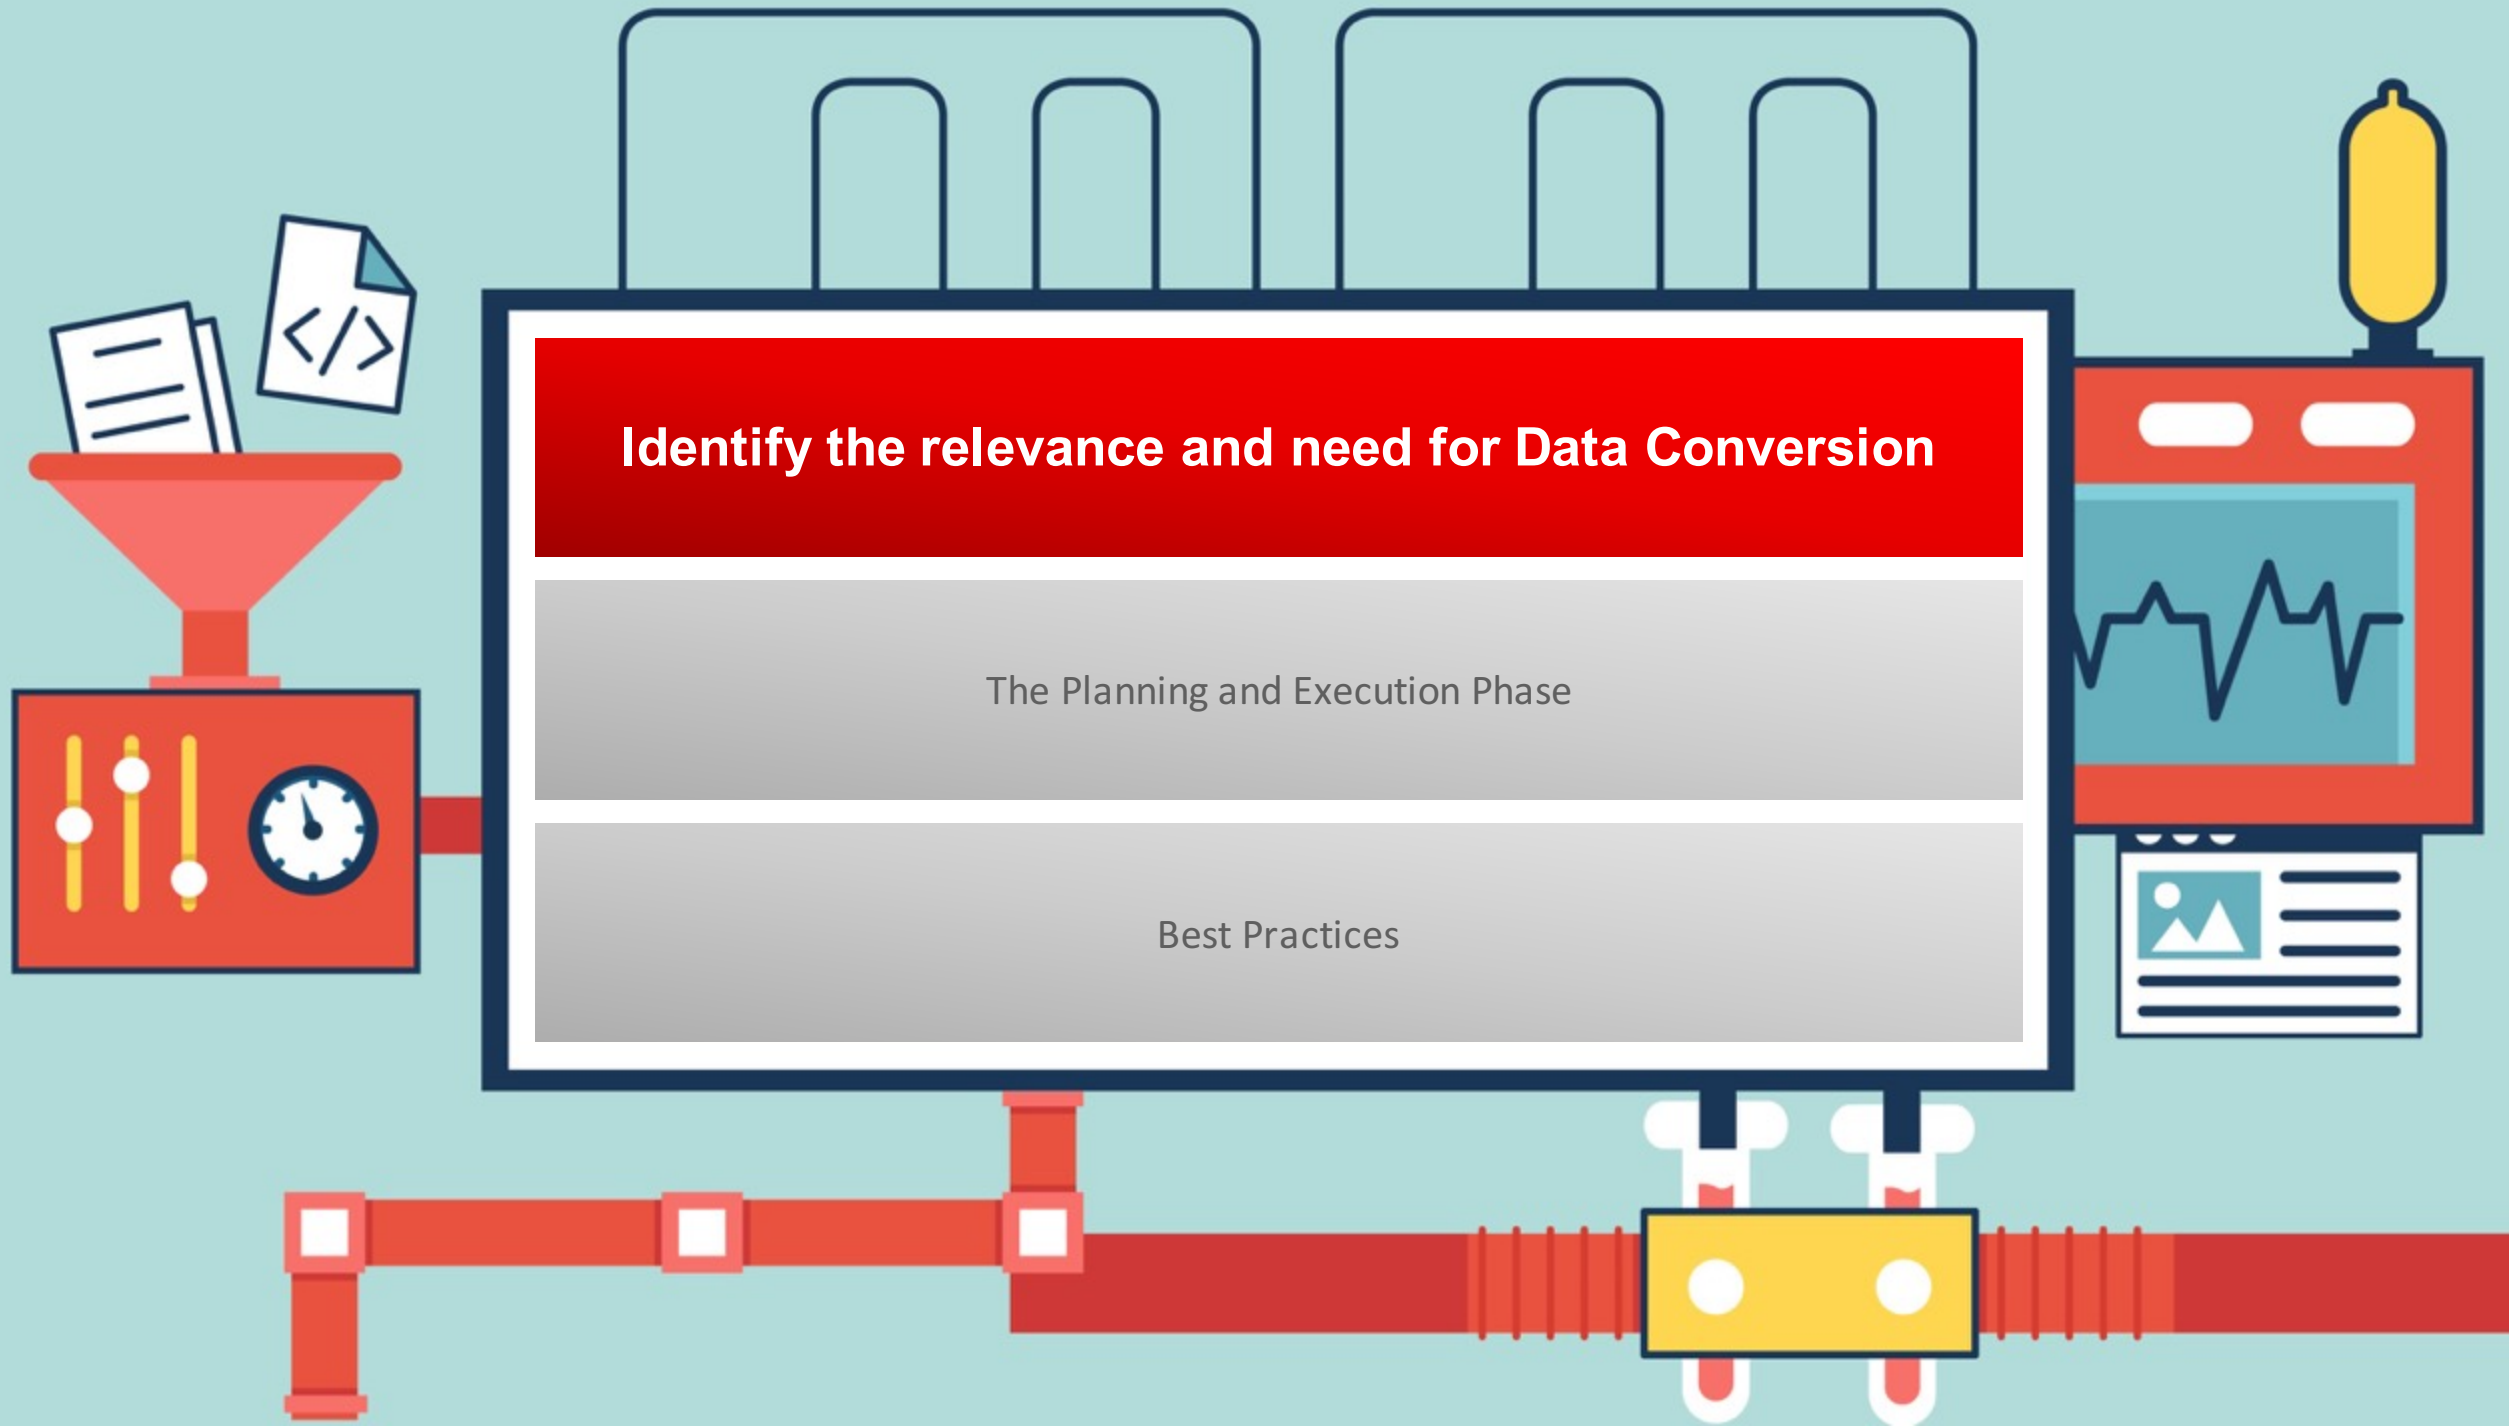 </>
Identify the relevance and need for Data Conversion
The Planning and Execution Phase
Best Practices